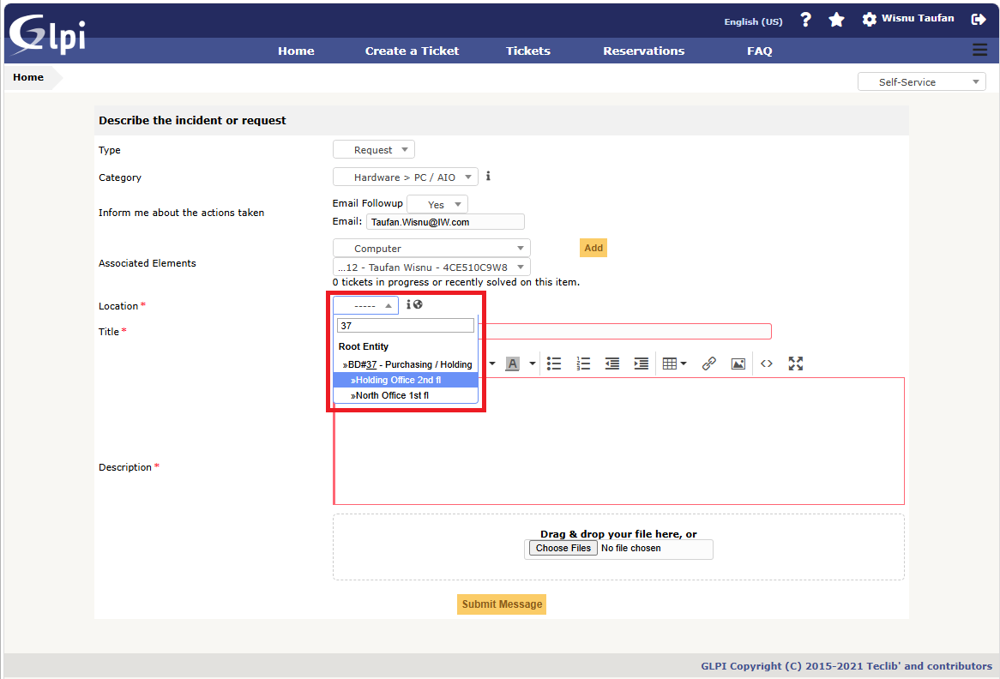 Glpi
English (US) ? Wisnu Taufan
Home Create a Ticket Tickets Reservations FAQ
Home
Self-Service
Describe the incident or request
Type Request
Category Hardware > PC / AIO
Inform me about the actions taken
Email Followup Yes
Email: Taufan.Wisnu@IW.com
Associated Elements
Computer Add
...12 - Taufan Wisnu - 4CE510C9W8
0 tickets in progress or recently solved on this item.
Location * -----
Title *
37
Root Entity
»BD#37 - Purchasing / Holding
»Holding Office 2nd fl
»North Office 1st fl
Description *
Drag & drop your file here, or
Choose Files No file chosen
Submit Message
GLPI Copyright (C) 2015-2021 Teclib' and contributors